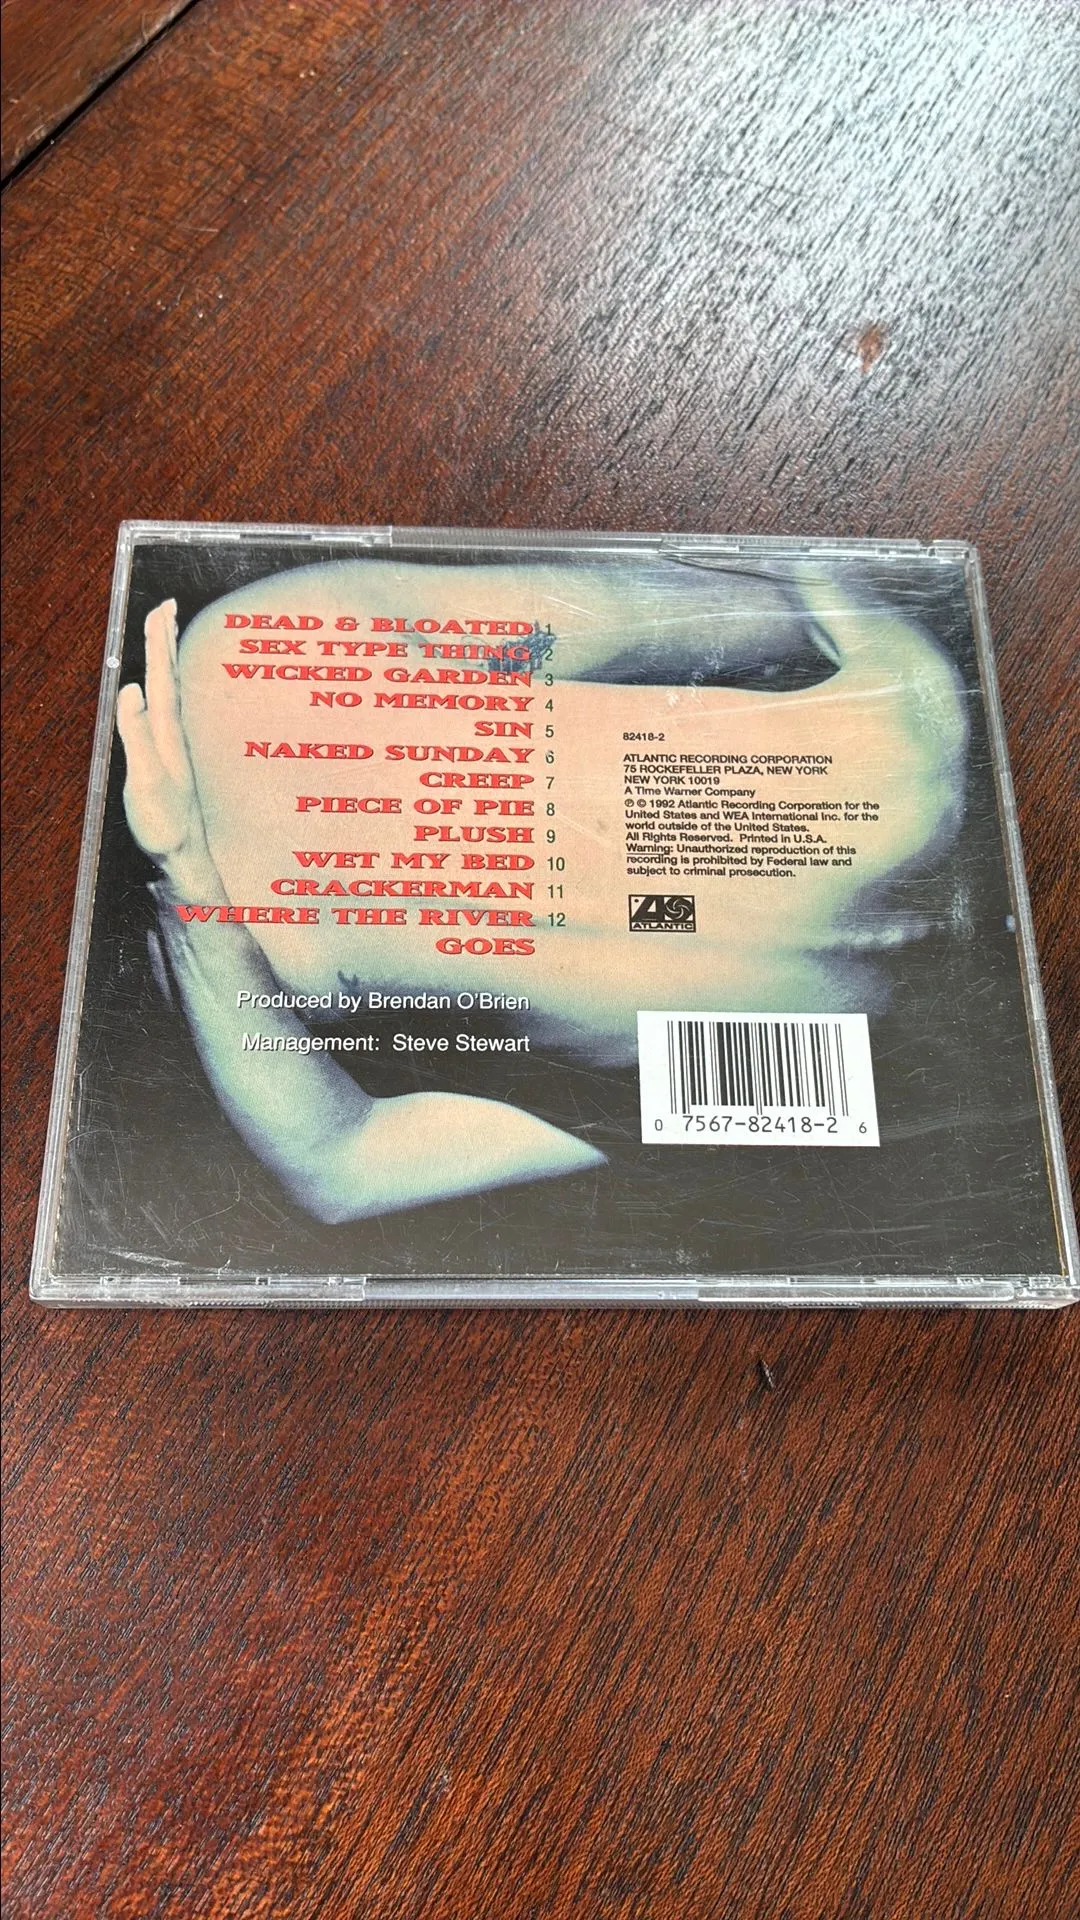 DEAD & BLOATED 1
SEX TYPE THING 2
WICKED GARDEN 3
NO MEMORY 4
SIN 5
NAKED SUNDAY 6
CREEP 7
PIECE OF PIE 8
PLUSH 9
WET MY BED 10
CRACKERMAN 11
WHERE THE RIVER 12
GOES
Produced by Brendan O'Brien
Management: Steve Stewart
82418-2
ATLANTIC RECORDING CORPORATION
75 ROCKEFELLER PLAZA, NEW YORK
NEW YORK 10019
A Time Warner Company
℗ © 1992 Atlantic Recording Corporation for the
United States and WEA International Inc. for the
world outside of the United States.
All Rights Reserved. Printed in U.S.A.
Warning: Unauthorized reproduction of this
recording is prohibited by Federal law and
subject to criminal prosecution.
ATLANTIC
0 7567-82418-2 6